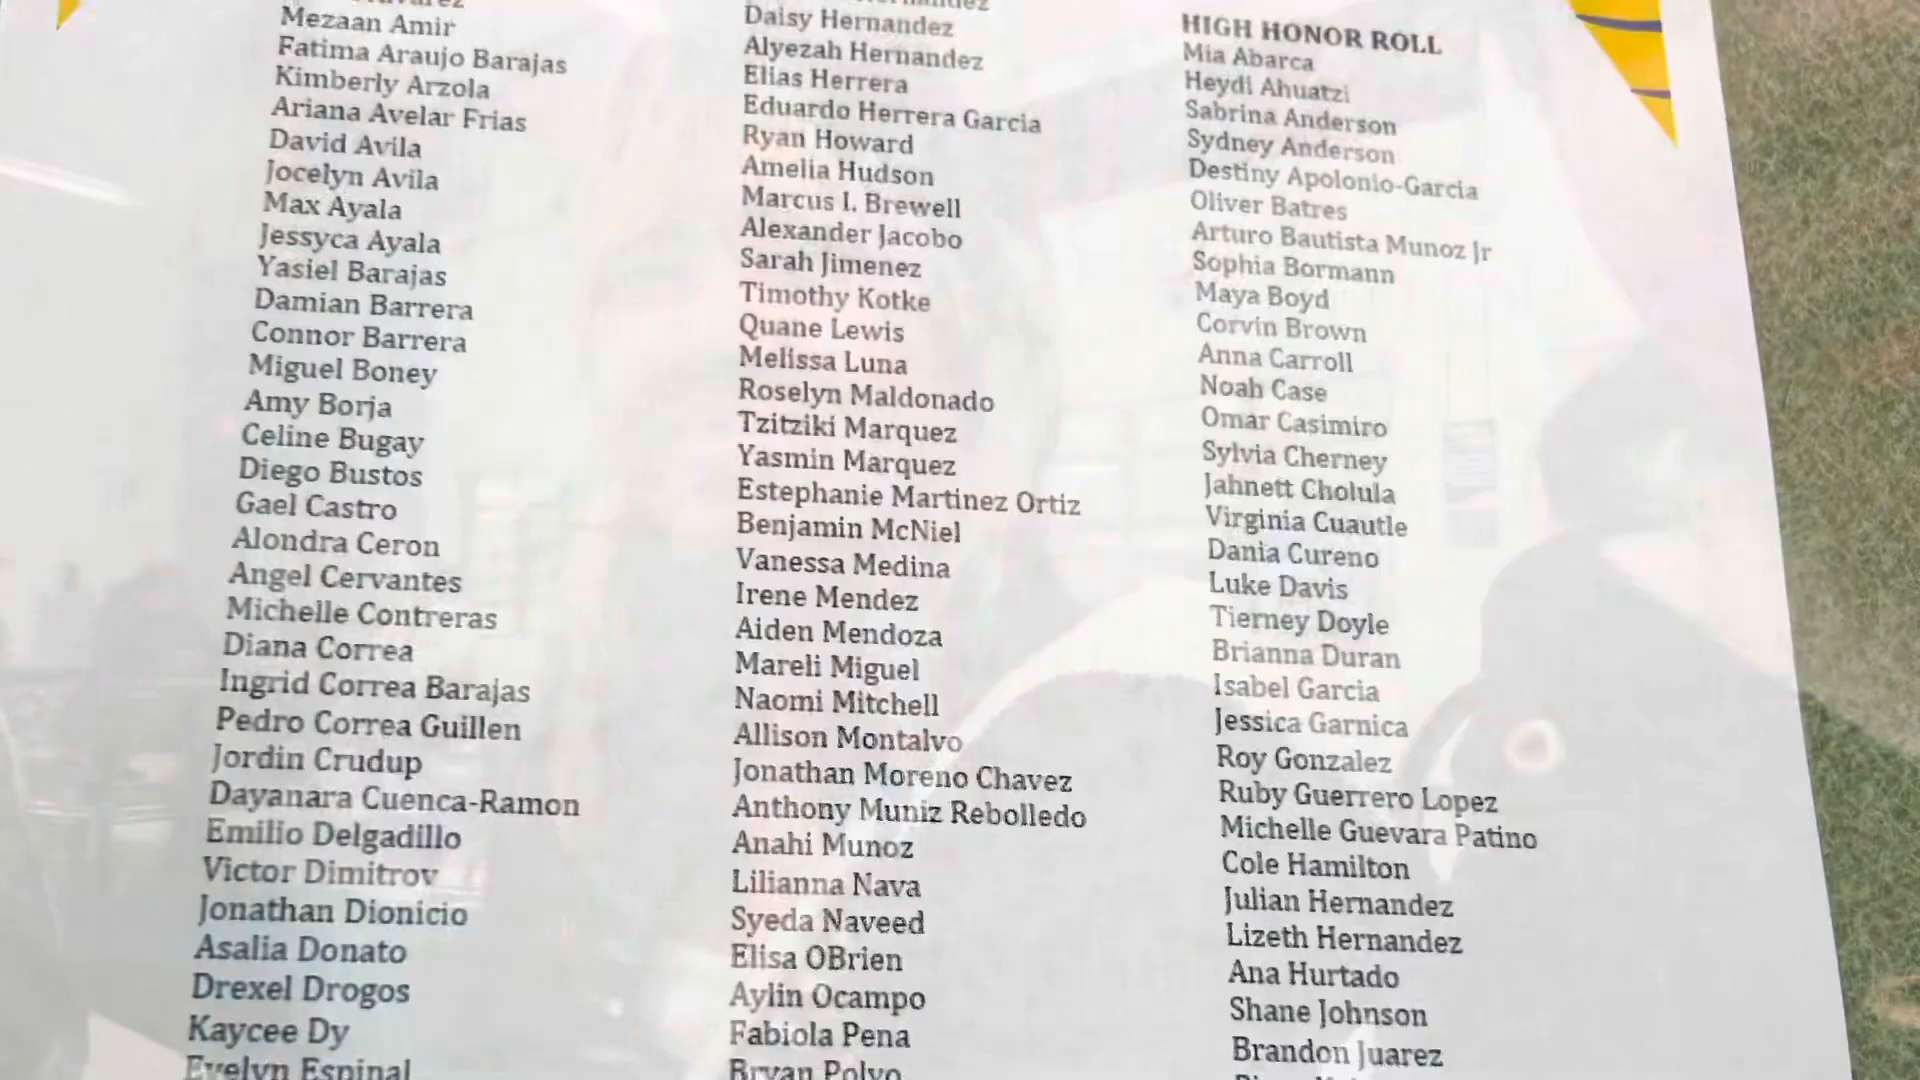 Mezaan Amir
Fatima Araujo Barajas
Kimberly Arzola
Ariana Avelar Frias
David Avila
Jocelyn Avila
Max Ayala
Jessyca Ayala
Yasiel Barajas
Damian Barrera
Connor Barrera
Miguel Boney
Amy Borja
Celine Bugay
Diego Bustos
Gael Castro
Alondra Ceron
Angel Cervantes
Michelle Contreras
Diana Correa
Ingrid Correa Barajas
Pedro Correa Guillen
Jordin Crudup
Dayanara Cuenca-Ramon
Emilio Delgadillo
Victor Dimitrov
Jonathan Dionicio
Asalia Donato
Drexel Drogos
Kaycee Dy
Evelyn Espinal
Daisy Hernandez
Alyezah Hernandez
Elias Herrera
Eduardo Herrera Garcia
Ryan Howard
Amelia Hudson
Marcus I. Brewell
Alexander Jacobo
Sarah Jimenez
Timothy Kotke
Quane Lewis
Melissa Luna
Roselyn Maldonado
Tzitziki Marquez
Yasmin Marquez
Estephanie Martinez Ortiz
Benjamin McNiel
Vanessa Medina
Irene Mendez
Aiden Mendoza
Mareli Miguel
Naomi Mitchell
Allison Montalvo
Jonathan Moreno Chavez
Anthony Muniz Rebolledo
Anahi Munoz
Lilianna Nava
Syeda Naveed
Elisa OBrien
Aylin Ocampo
Fabiola Pena
Bryan Polvo
HIGH HONOR ROLL
Mia Abarca
Heydi Ahuatzi
Sabrina Anderson
Sydney Anderson
Destiny Apolonio-Garcia
Oliver Batres
Arturo Bautista Munoz Jr
Sophia Bormann
Maya Boyd
Corvin Brown
Anna Carroll
Noah Case
Omar Casimiro
Sylvia Cherney
Jahnett Cholula
Virginia Cuautle
Dania Cureno
Luke Davis
Tierney Doyle
Brianna Duran
Isabel Garcia
Jessica Garnica
Roy Gonzalez
Ruby Guerrero Lopez
Michelle Guevara Patino
Cole Hamilton
Julian Hernandez
Lizeth Hernandez
Ana Hurtado
Shane Johnson
Brandon Juarez